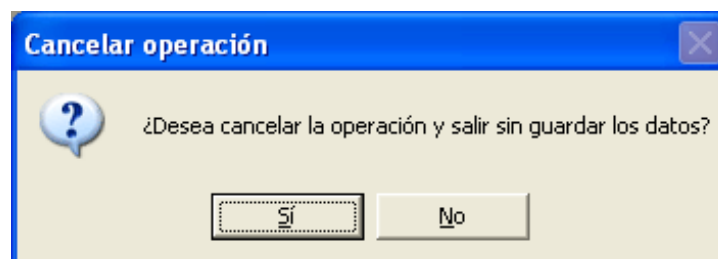 Cancelar operación
¿Desea cancelar la operación y salir sin guardar los datos?
Sí
No